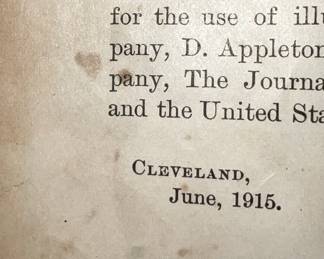 for the use of illu
pany, D. Appleton
pany, The Journa
and the United Sta
CLEVELAND,
June, 1915.